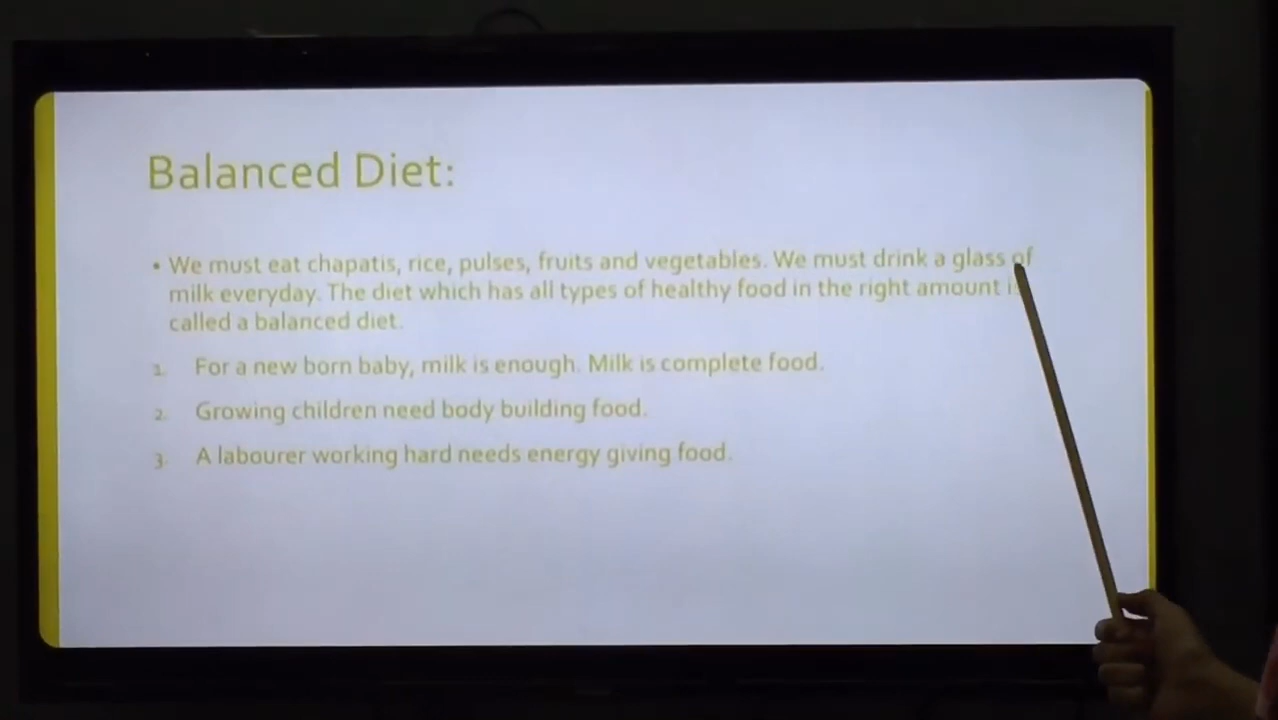 Balanced Diet:
• We must eat chapatis, rice, pulses, fruits and vegetables. We must drink a glass of
milk everyday. The diet which has all types of healthy food in the right amount is
called a balanced diet.
1. For a new born baby, milk is enough. Milk is complete food.
2. Growing children need body building food.
3. A labourer working hard needs energy giving food.